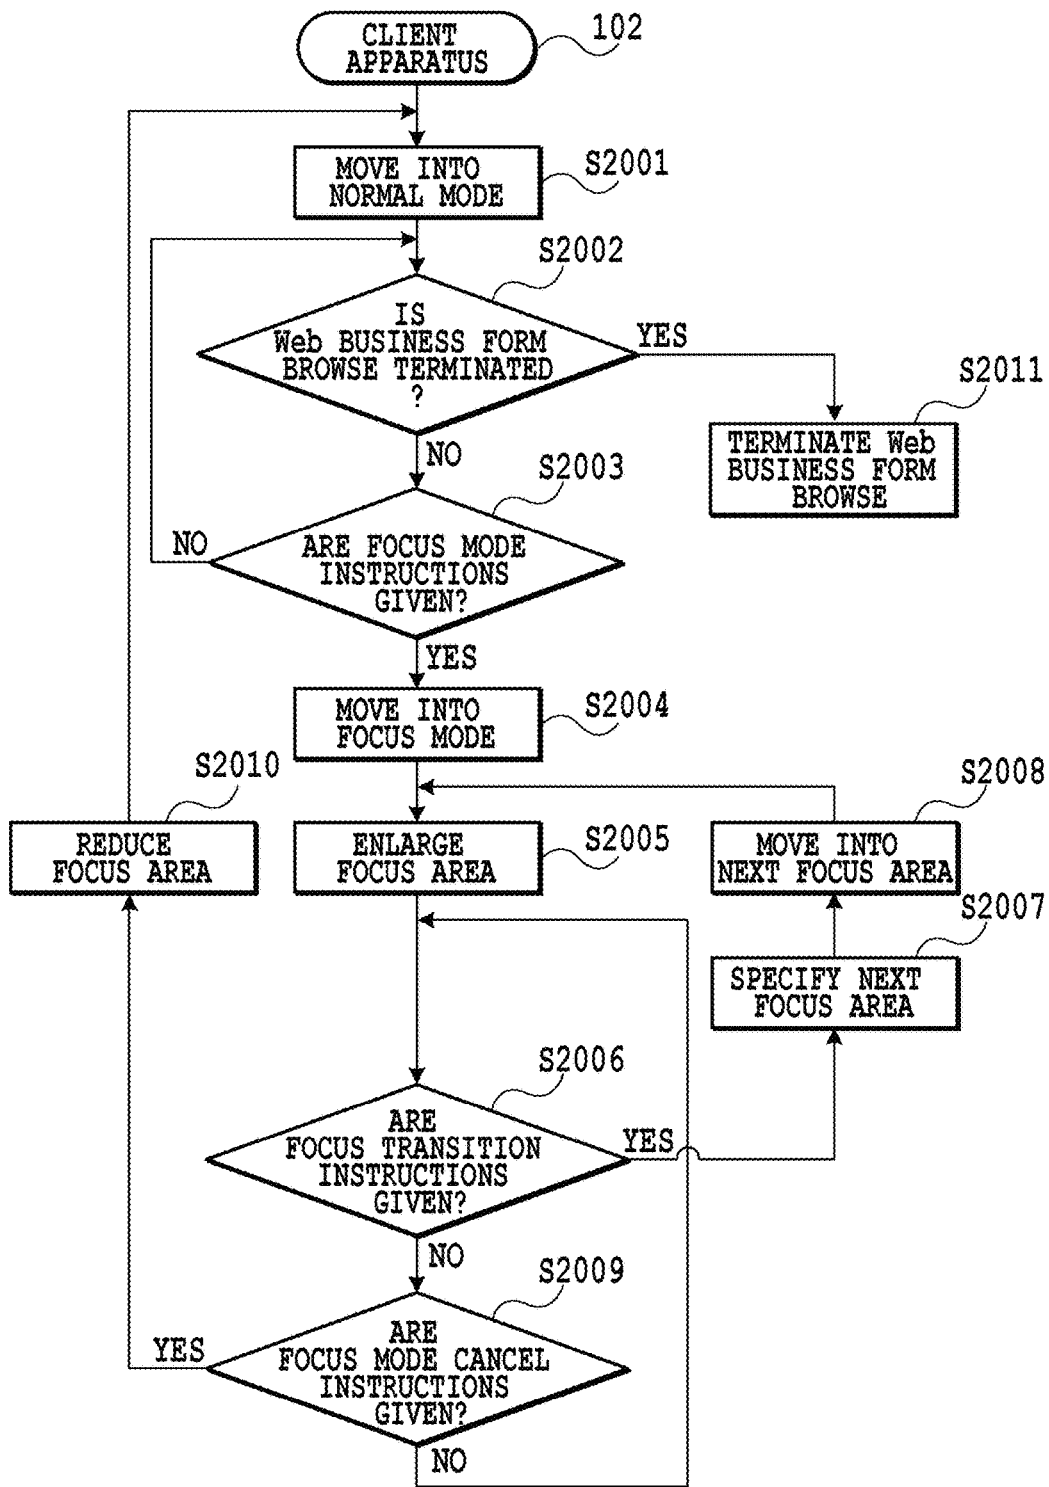 CLIENT
APPARATUS
102
MOVE INTO
NORMAL MODE
S2001
S2002
IS
Web BUSINESS FORM
BROWSE TERMINATED
?
YES
S2011
TERMINATE Web
BUSINESS FORM
BROWSE
NO
S2003
ARE FOCUS MODE
INSTRUCTIONS
GIVEN?
NO
YES
MOVE INTO
FOCUS MODE
S2004
S2010
REDUCE
FOCUS AREA
ENLARGE
FOCUS AREA
S2005
S2008
MOVE INTO
NEXT FOCUS AREA
S2007
SPECIFY NEXT
FOCUS AREA
S2006
ARE
FOCUS TRANSITION
INSTRUCTIONS
GIVEN?
YES
NO
S2009
ARE
FOCUS MODE CANCEL
INSTRUCTIONS
GIVEN?
YES
NO